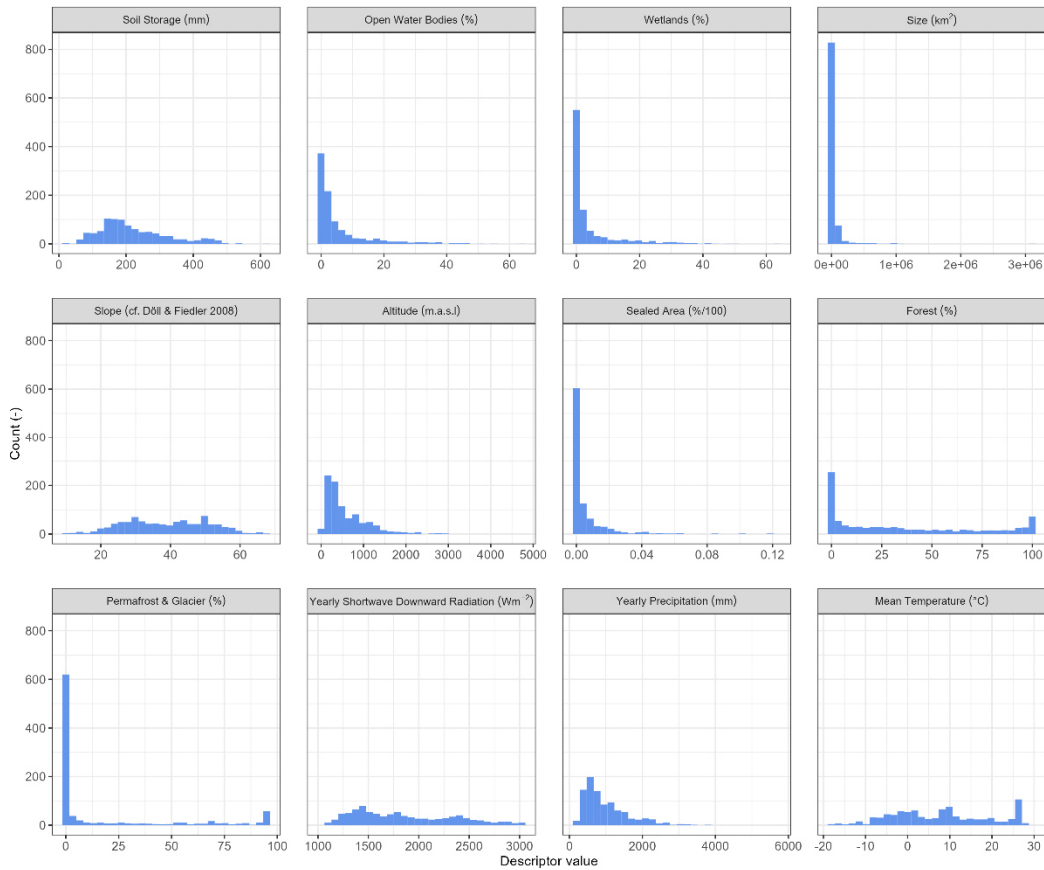 Soil Storage (mm)
Open Water Bodies (%)
Wetlands (%)
Size (km²)
800
600
400
200
0
0 200 400 600
0 20 40 60
0 20 40 60
0e+00 1e+06 2e+06 3e+06
Slope (cf. Döll & Fiedler 2008)
Altitude (m.a.s.l)
Sealed Area (%/100)
Forest (%)
Count (-)
800
600
400
200
0
20 40 60
0 1000 2000 3000 4000 5000
0.00 0.04 0.08 0.12
0 25 50 75 100
Permafrost & Glacier (%)
Yearly Shortwave Downward Radiation (Wm⁻²)
Yearly Precipitation (mm)
Mean Temperature (°C)
800
600
400
200
0
0 25 50 75 100
1000 1500 2000 2500 3000
0 2000 4000 6000
-20 -10 0 10 20 30
Descriptor value